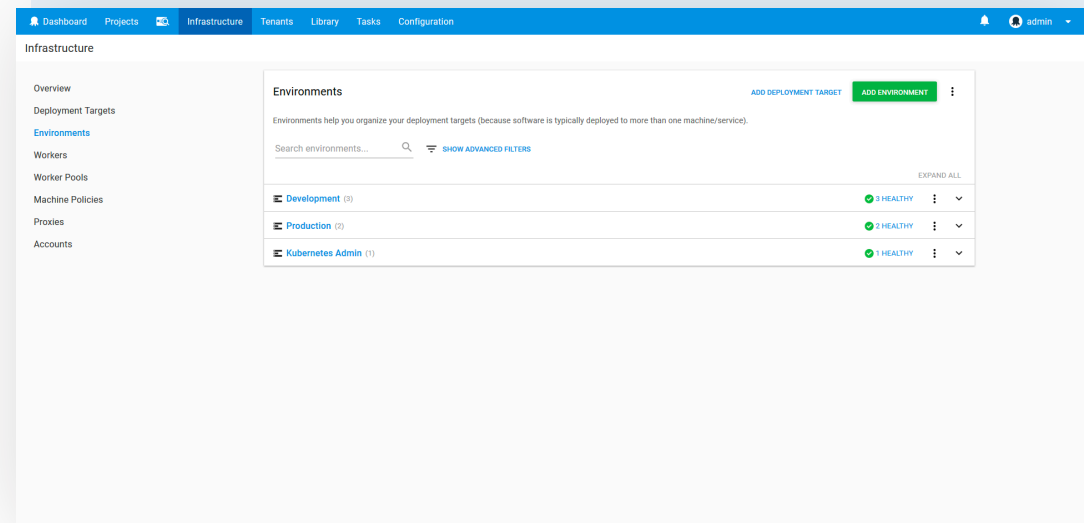 Dashboard Projects Infrastructure Tenants Library Tasks Configuration admin
Infrastructure
Overview
Deployment Targets
Environments
Workers
Worker Pools
Machine Policies
Proxies
Accounts
Environments ADD DEPLOYMENT TARGET ADD ENVIRONMENT
Environments help you organize your deployment targets (because software is typically deployed to more than one machine/service).
Search environments... SHOW ADVANCED FILTERS
EXPAND ALL
Development (3) 3 HEALTHY
Production (2) 2 HEALTHY
Kubernetes Admin (1) 1 HEALTHY